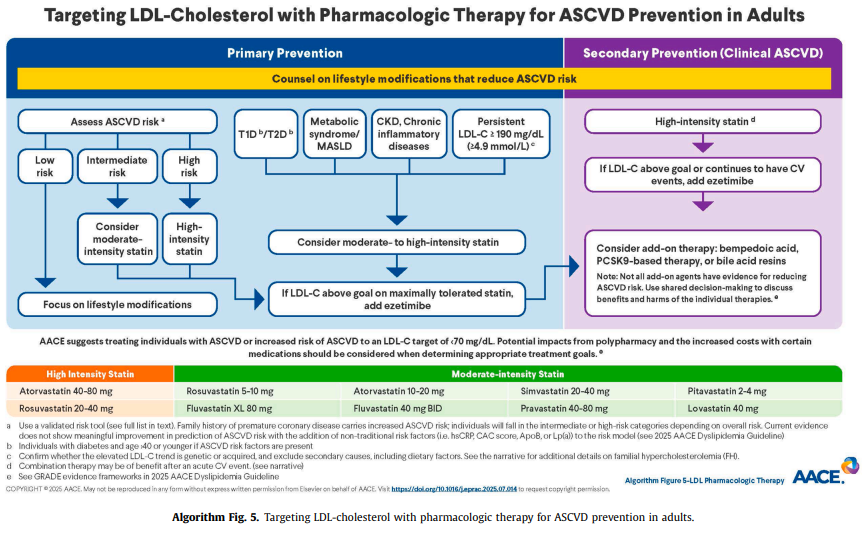 Targeting LDL-Cholesterol with Pharmacologic Therapy for ASCVD Prevention in Adults
Primary Prevention
Secondary Prevention (Clinical ASCVD)
Counsel on lifestyle modifications that reduce ASCVD risk
Assess ASCVD risk a
Low
risk
Intermediate
risk
High
risk
Consider
moderate-
intensity statin
High-
intensity
statin
Focus on lifestyle modifications
T1D b/T2D b
Metabolic
syndrome/
MASLD
CKD, Chronic
inflammatory
diseases
Persistent
LDL-C ≥ 190 mg/dL
(≥4.9 mmol/L) c
Consider moderate- to high-intensity statin
If LDL-C above goal on maximally tolerated statin,
add ezetimibe
High-intensity statin d
If LDL-C above goal or continues to have CV
events, add ezetimibe
Consider add-on therapy: bempedoic acid,
PCSK9-based therapy, or bile acid resins
Note: Not all add-on agents have evidence for reducing
ASCVD risk. Use shared decision-making to discuss
benefits and harms of the individual therapies. e
AACE suggests treating individuals with ASCVD or increased risk of ASCVD to an LDL-C target of <70 mg/dL. Potential impacts from polypharmacy and the increased costs with certain
medications should be considered when determining appropriate treatment goals. e
High Intensity Statin
Moderate-intensity Statin
Atorvastatin 40-80 mg
Rosuvastatin 5-10 mg
Atorvastatin 10-20 mg
Simvastatin 20-40 mg
Pitavastatin 2-4 mg
Rosuvastatin 20-40 mg
Fluvastatin XL 80 mg
Fluvastatin 40 mg BID
Pravastatin 40-80 mg
Lovastatin 40 mg
a Use a validated risk tool (see full list in text). Family history of premature coronary disease carries increased ASCVD risk; individuals will fall in the intermediate or high-risk categories depending on overall risk. Current evidence
does not show meaningful improvement in prediction of ASCVD risk with the addition of non-traditional risk factors (i.e. hsCRP, CAC score, ApoB, or Lp(a)) to the risk model (see 2025 AACE Dyslipidemia Guideline)
b Individuals with diabetes and age >40 or younger if ASCVD risk factors are present
c Confirm whether the elevated LDL-C trend is genetic or acquired, and exclude secondary causes, including dietary factors. See the narrative for additional details on familial hypercholesterolemia (FH).
d Combination therapy may be of benefit after an acute CV event. (see narrative)
e See GRADE evidence frameworks in 2025 AACE Dyslipidemia Guideline
COPYRIGHT © 2025 AACE. May not be reproduced in any form without express written permission from Elsevier on behalf of AACE. Visit https://doi.org/10.1016/j.eprac.2025.07.014 to request copyright permission.
Algorithm Figure 5-LDL Pharmacologic Therapy
AACE.
Algorithm Fig. 5. Targeting LDL-cholesterol with pharmacologic therapy for ASCVD prevention in adults.